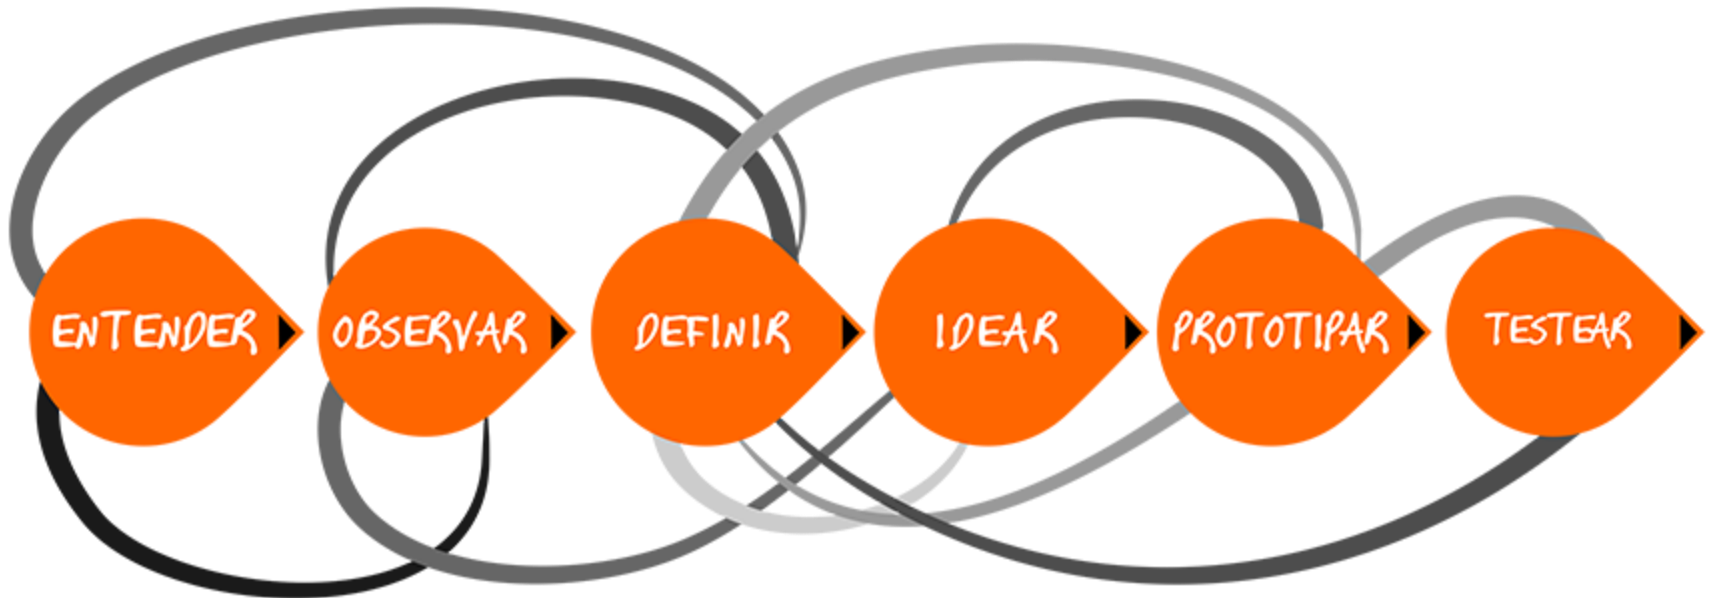 ENTENDER
OBSERVAR
DEFINIR
IDEAR
PROTOTIPAR
TESTEAR